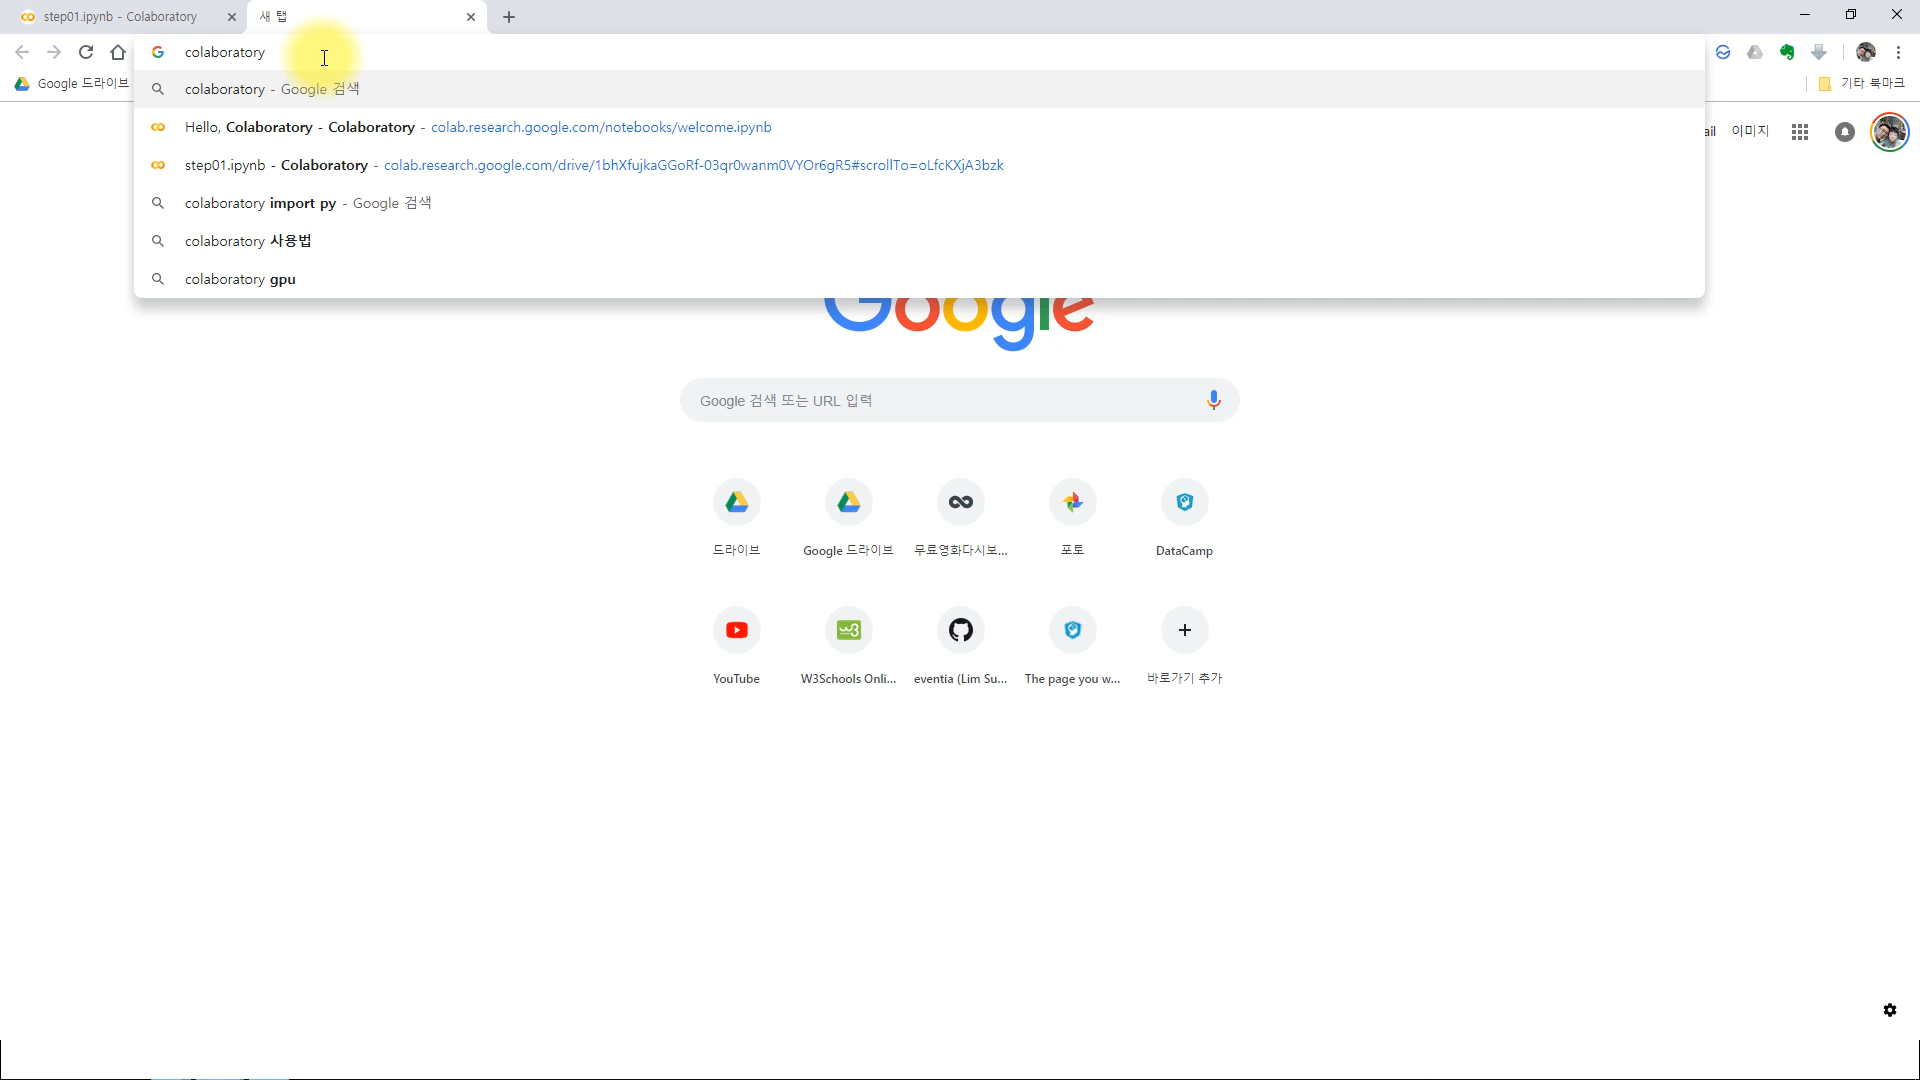 step01.ipynb - Colaboratory
새 탭
colaboratory
Google 드라이브
기타 북마크
colaboratory - Google 검색
Hello, Colaboratory - Colaboratory - colab.research.google.com/notebooks/welcome.ipynb
ail 이미지
step01.ipynb - Colaboratory - colab.research.google.com/drive/1bhXfujkaGGoRf-03qr0wanm0VYOr6gR5#scrollTo=oLfcKXjA3bzk
colaboratory import py - Google 검색
colaboratory 사용법
colaboratory gpu
Google
Google 검색 또는 URL 입력
드라이브
Google 드라이브
무료영화다시보...
포토
DataCamp
YouTube
W3Schools Onli...
eventia (Lim Su...
The page you w...
바로가기 추가